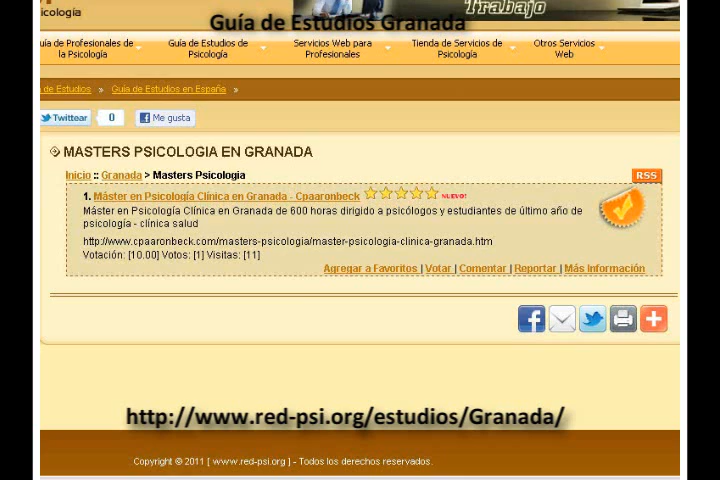 icología
Trabajo
Guía de Estudios Granada
uía de Profesionales de la Psicología
Guía de Estudios de Psicología
Servicios Web para Profesionales
Tienda de Servicios de Psicología
Otros Servicios Web
de Estudios » Guía de Estudios en España »
Twittear 0 Me gusta
MASTERS PSICOLOGIA EN GRANADA
Inicio :: Granada > Masters Psicologia
RSS
1. Máster en Psicología Clínica en Granada - Cpaaronbeck NUEVO!
Máster en Psicología Clínica en Granada de 600 horas dirigido a psicólogos y estudiantes de último año de
psicología - clínica salud
http://www.cpaaronbeck.com/masters-psicologia/master-psicologia-clinica-granada.htm
Votación: [10.00] Votos: [1] Visitas: [11]
Agregar a Favoritos | Votar | Comentar | Reportar | Más Información
http://www.red-psi.org/estudios/Granada/
Copyright © 2011 [ www.red-psi.org ] - Todos los derechos reservados.